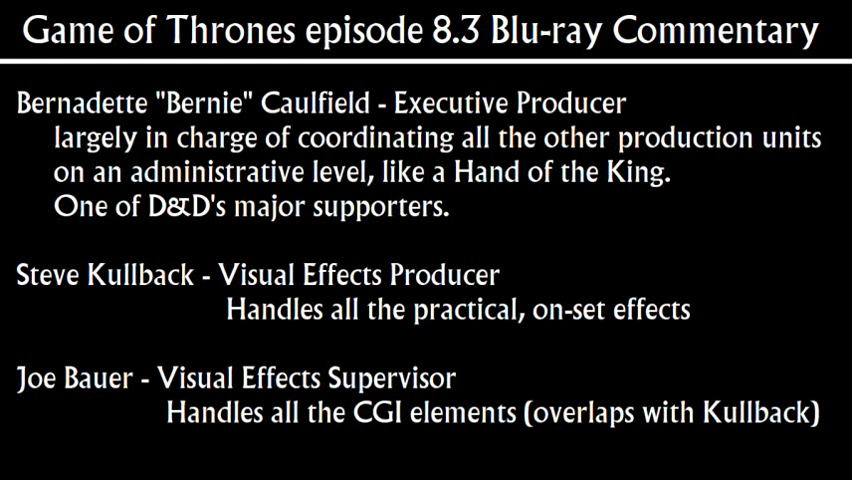 Game of Thrones episode 8.3 Blu-ray Commentary
Bernadette "Bernie" Caulfield - Executive Producer
largely in charge of coordinating all the other production units
on an administrative level, like a Hand of the King.
One of D&D's major supporters.
Steve Kullback - Visual Effects Producer
Handles all the practical, on-set effects
Joe Bauer - Visual Effects Supervisor
Handles all the CGI elements (overlaps with Kullback)